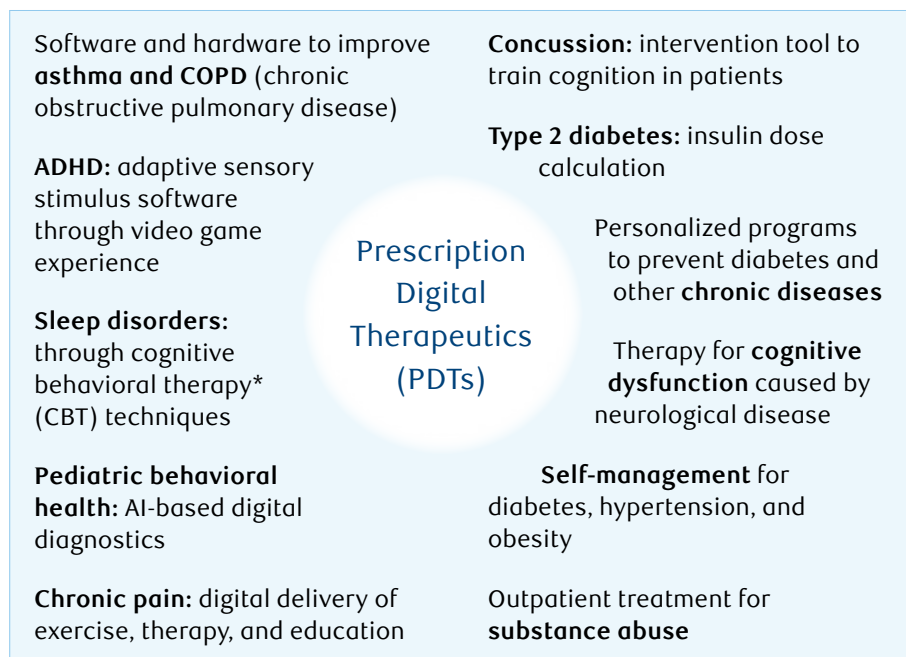 Software and hardware to improve
asthma and COPD (chronic
obstructive pulmonary disease)
ADHD: adaptive sensory
stimulus software
through video game
experience
Sleep disorders:
through cognitive
behavioral therapy*
(CBT) techniques
Pediatric behavioral
health: AI-based digital
diagnostics
Chronic pain: digital delivery of
exercise, therapy, and education
Prescription
Digital
Therapeutics
(PDTs)
Concussion: intervention tool to
train cognition in patients
Type 2 diabetes: insulin dose
calculation
Personalized programs
to prevent diabetes and
other chronic diseases
Therapy for cognitive
dysfunction caused by
neurological disease
Self-management for
diabetes, hypertension, and
obesity
Outpatient treatment for
substance abuse